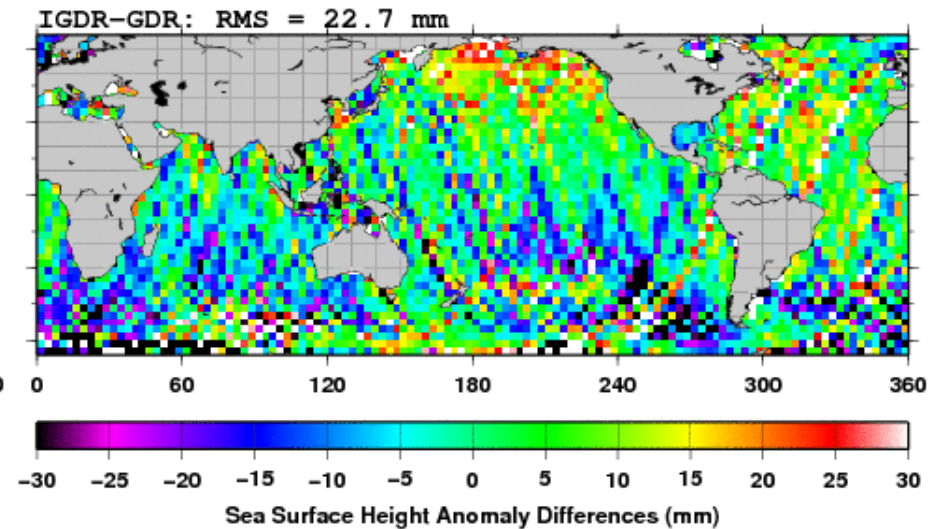 IGDR-GDR: RMS = 22.7 mm
0 0 60 120 180 240 300 360
-30 -25 -20 -15 -10 -5 0 5 10 15 20 25 30
Sea Surface Height Anomaly Differences (mm)